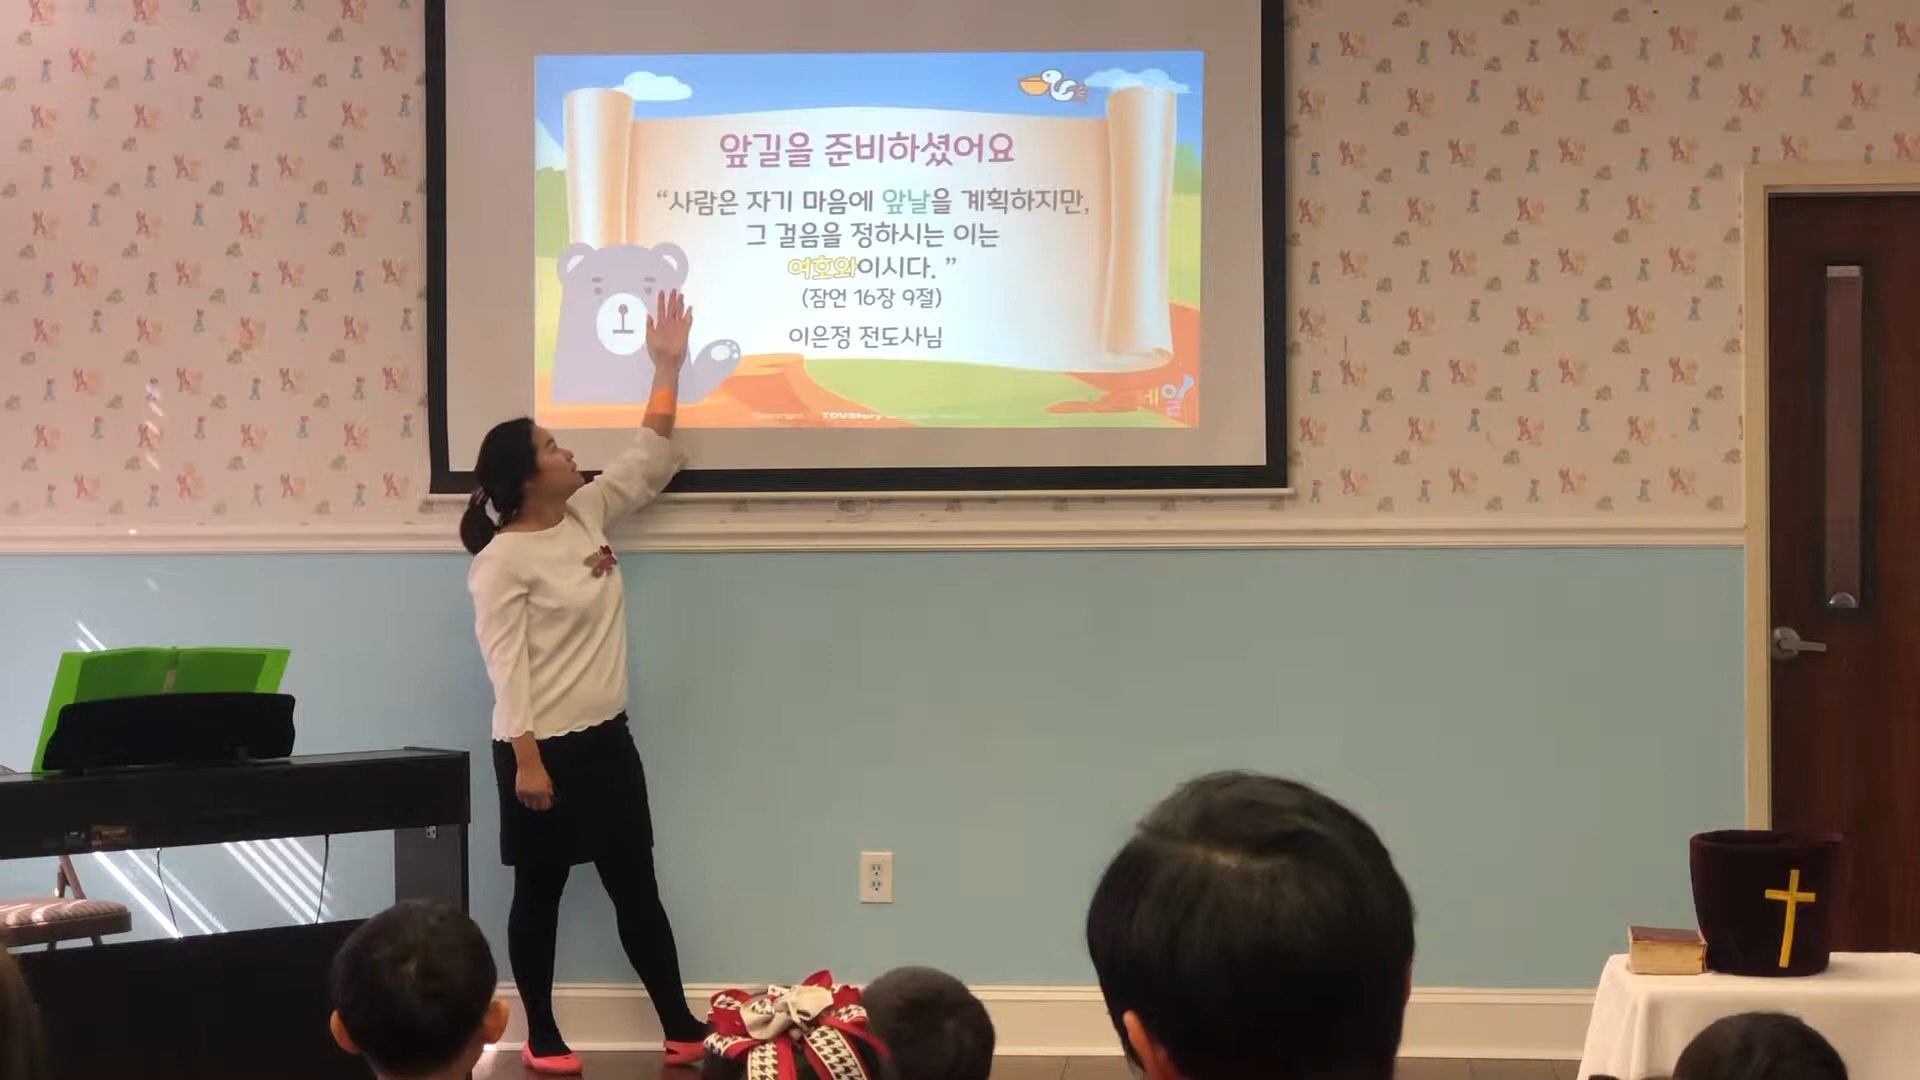 앞길을 준비하셨어요
“사람은 자기 마음에 앞날을 계획하지만,
그 걸음을 정하시는 이는
여호와이시다. ”
(잠언 16장 9절)
이은정 전도사님
TOVStory